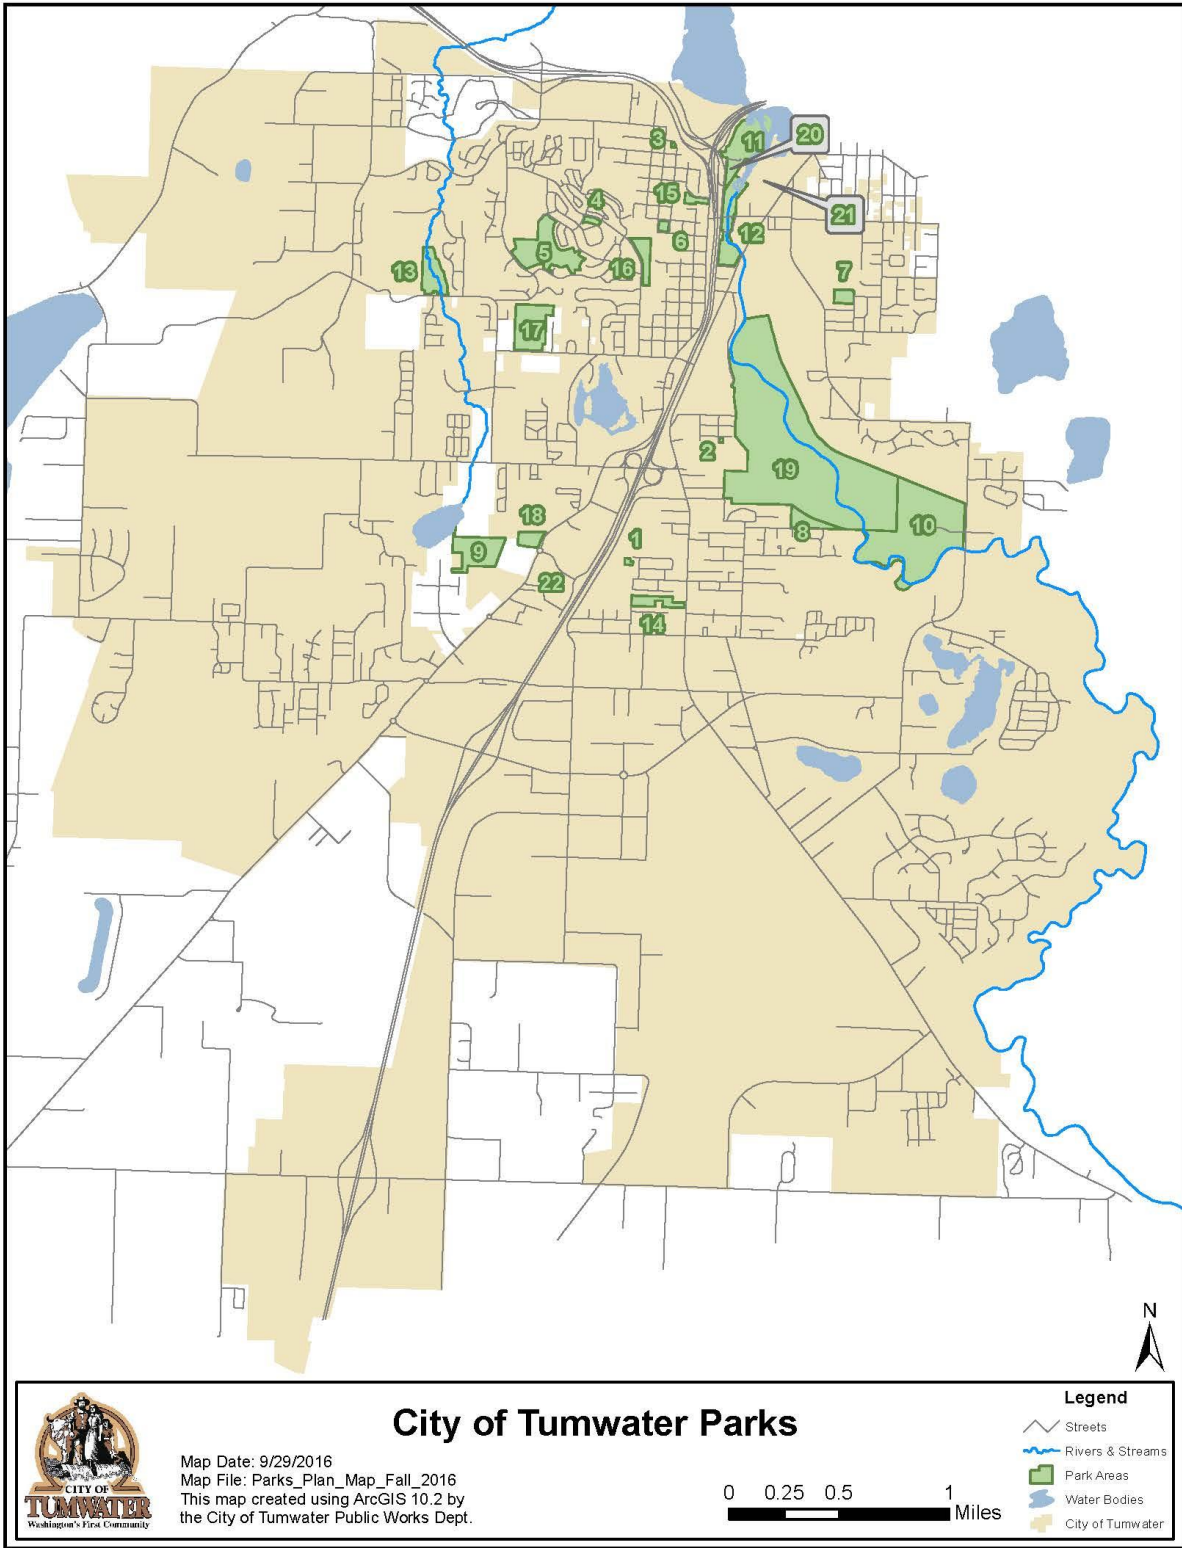 3
11
20
15
4
21
6
12
5
16
7
13
17
2
19
18
10
1
8
9
22
14
N
CITY OF
TUMWATER
Washington's First Community
City of Tumwater Parks
Map Date: 9/29/2016
Map File: Parks_Plan_Map_Fall_2016
This map created using ArcGIS 10.2 by
the City of Tumwater Public Works Dept.
0 0.25 0.5 1
Miles
Legend
Streets
Rivers & Streams
Park Areas
Water Bodies
City of Tumwater